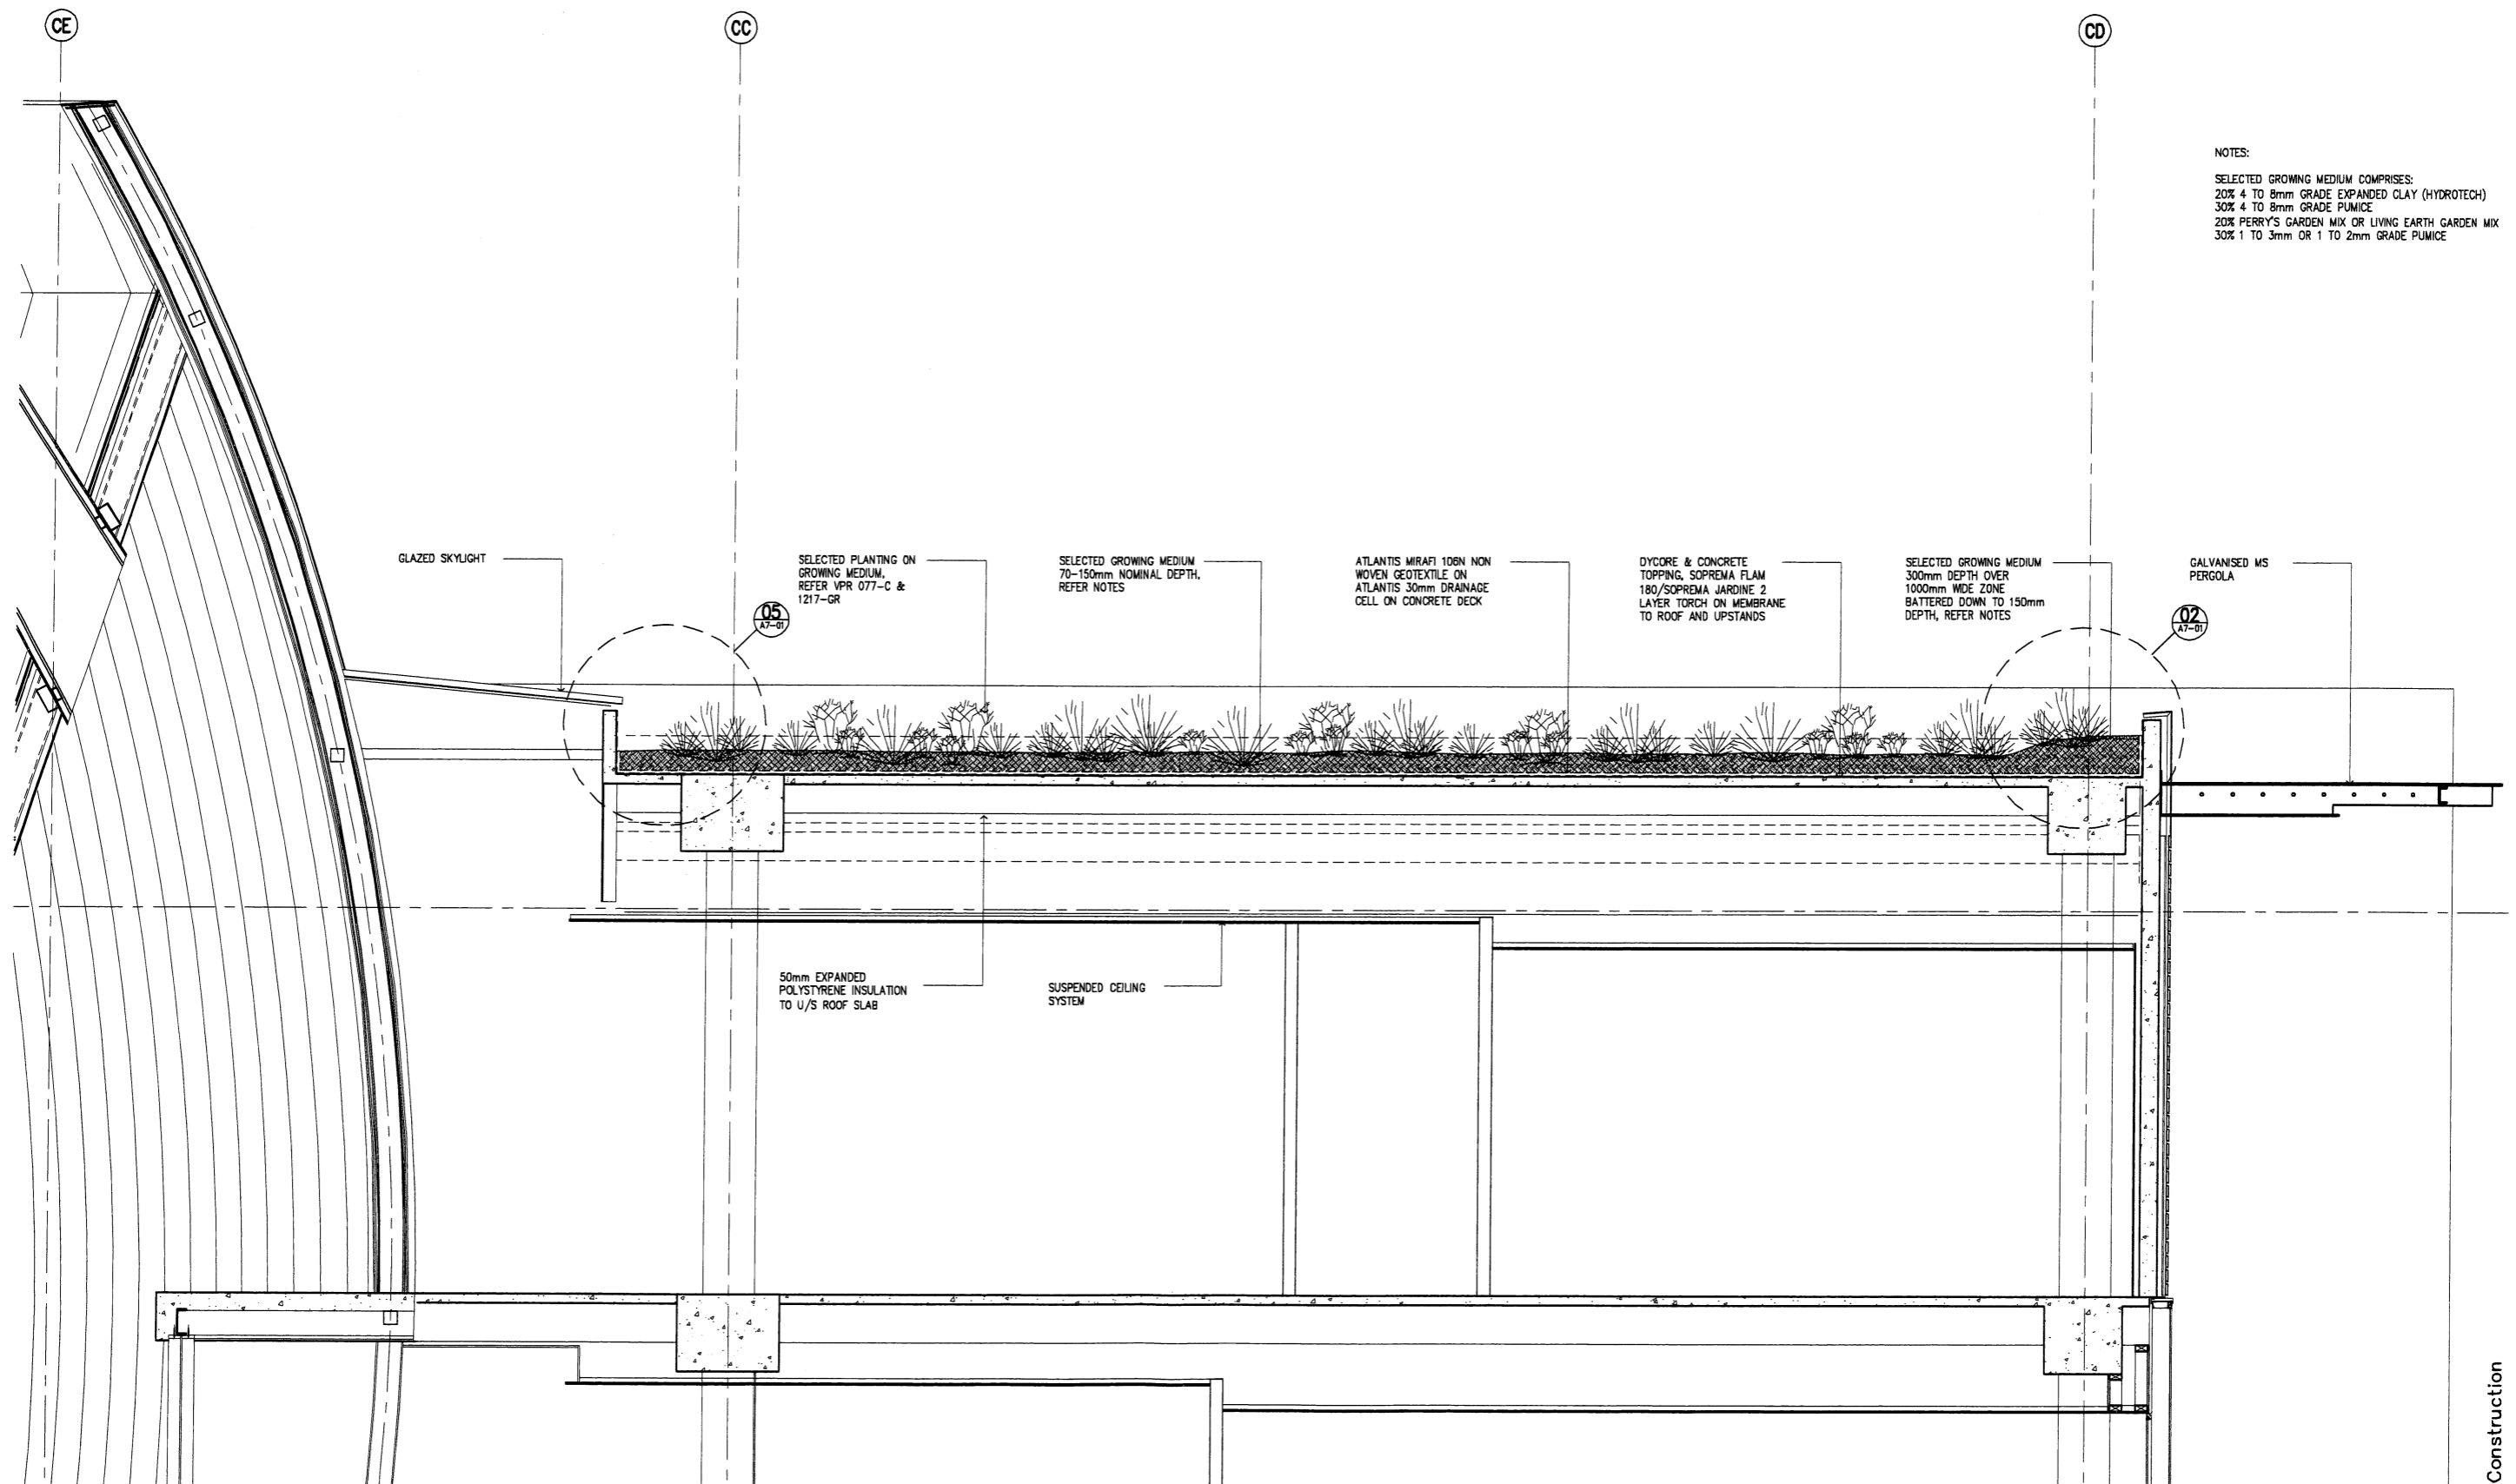 CE
CC
CD
NOTES:
SELECTED GROWING MEDIUM COMPRISES:
20% 4 TO 8mm GRADE EXPANDED CLAY (HYDROTECH)
30% 4 TO 8mm GRADE PUMICE
20% PERRY'S GARDEN MIX OR LIVING EARTH GARDEN MIX
30% 1 TO 3mm OR 1 TO 2mm GRADE PUMICE
GLAZED SKYLIGHT
05
A7-01
SELECTED PLANTING ON
GROWING MEDIUM,
REFER VPR 077-C &
1217-GR
SELECTED GROWING MEDIUM
70-150mm NOMINAL DEPTH,
REFER NOTES
ATLANTIS MIRAFI 106N NON
WOVEN GEOTEXTILE ON
ATLANTIS 30mm DRAINAGE
CELL ON CONCRETE DECK
DYCORE & CONCRETE
TOPPING, SOPREMA FLAM
180/SOPREMA JARDINE 2
LAYER TORCH ON MEMBRANE
TO ROOF AND UPSTANDS
SELECTED GROWING MEDIUM
300mm DEPTH OVER
1000mm WIDE ZONE
BATTERED DOWN TO 150mm
DEPTH, REFER NOTES
02
A7-01
GALVANISED MS
PERGOLA
50mm EXPANDED
POLYSTYRENE INSULATION
TO U/S ROOF SLAB
SUSPENDED CEILING
SYSTEM
Construction